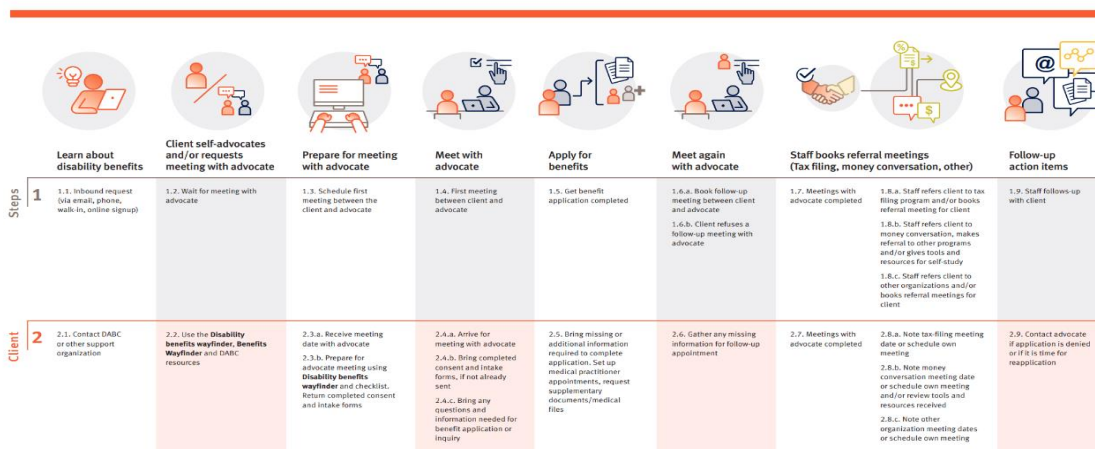 Learn about
disability benefits
Client self-advocates
and/or requests
meeting with advocate
Prepare for meeting
with advocate
Meet with
advocate
Apply for
benefits
Meet again
with advocate
Staff books referral meetings
(Tax filing, money conversation, other)
Follow-up
action items
Steps
1
1.1. Inbound request
(via email, phone,
walk-in, online signup)
1.2. Wait for meeting with
advocate
1.3. Schedule first
meeting between the
client and advocate
1.4. First meeting
between client and
advocate
1.5. Get benefit
application completed
1.6.a. Book follow-up
meeting between client
and advocate
1.6.b. Client refuses a
follow-up meeting with
advocate
1.7. Meetings with
advocate completed
1.8.a. Staff refers client to tax
filing program and/or books
referral meeting for client
1.8.b. Staff refers client to
money conversation, makes
referral to other programs
and/or gives tools and
resources for self-study
1.8.c. Staff refers client to
other organizations and/or
books referral meetings for
client
1.9. Staff follows-up
with client
Client
2
2.1. Contact DABC
or other support
organization
2.2. Use the Disability
benefits wayfinder, Benefits
Wayfinder and DABC
resources
2.3.a. Receive meeting
date with advocate
2.3.b. Prepare for
advocate meeting using
Disability benefits
wayfinder and checklist.
Return completed consent
and intake forms
2.4.a. Arrive for
meeting with advocate
2.4.b. Bring completed
consent and intake
forms, if not already
sent
2.4.c. Bring any
questions and
information needed for
benefit application or
inquiry
2.5. Bring missing or
additional information
required to complete
application. Set up
medical practitioner
appointments, request
supplementary
documents/medical
files
2.6. Gather any missing
information for follow-up
appointment
2.7. Meetings with
advocate completed
2.8.a. Note tax-filing meeting
date or schedule own
meeting
2.8.b. Note money
conversation meeting date
or schedule own meeting
and/or review tools and
resources received
2.8.c. Note other
organization meeting dates
or schedule own meeting
2.9. Contact advocate
if application is denied
or if it is time for
reapplication